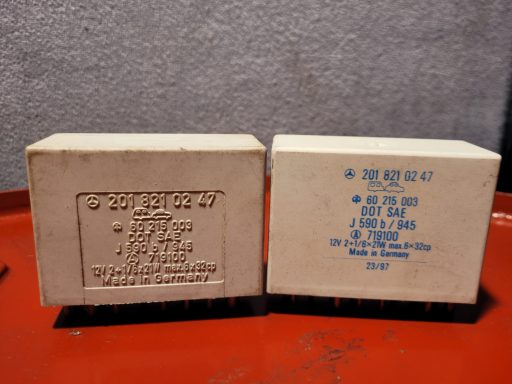 201 821 02 47
60 215 003
DOT SAE
J 590 b / 945
719100
12V 2+1/6×21W max.6×32cp
Made in Germany
201 821 02 47
60 215 003
DOT SAE
J 590 b / 945
719100
12V 2+1/6×21W max.6×32cp
Made in Germany
23/97